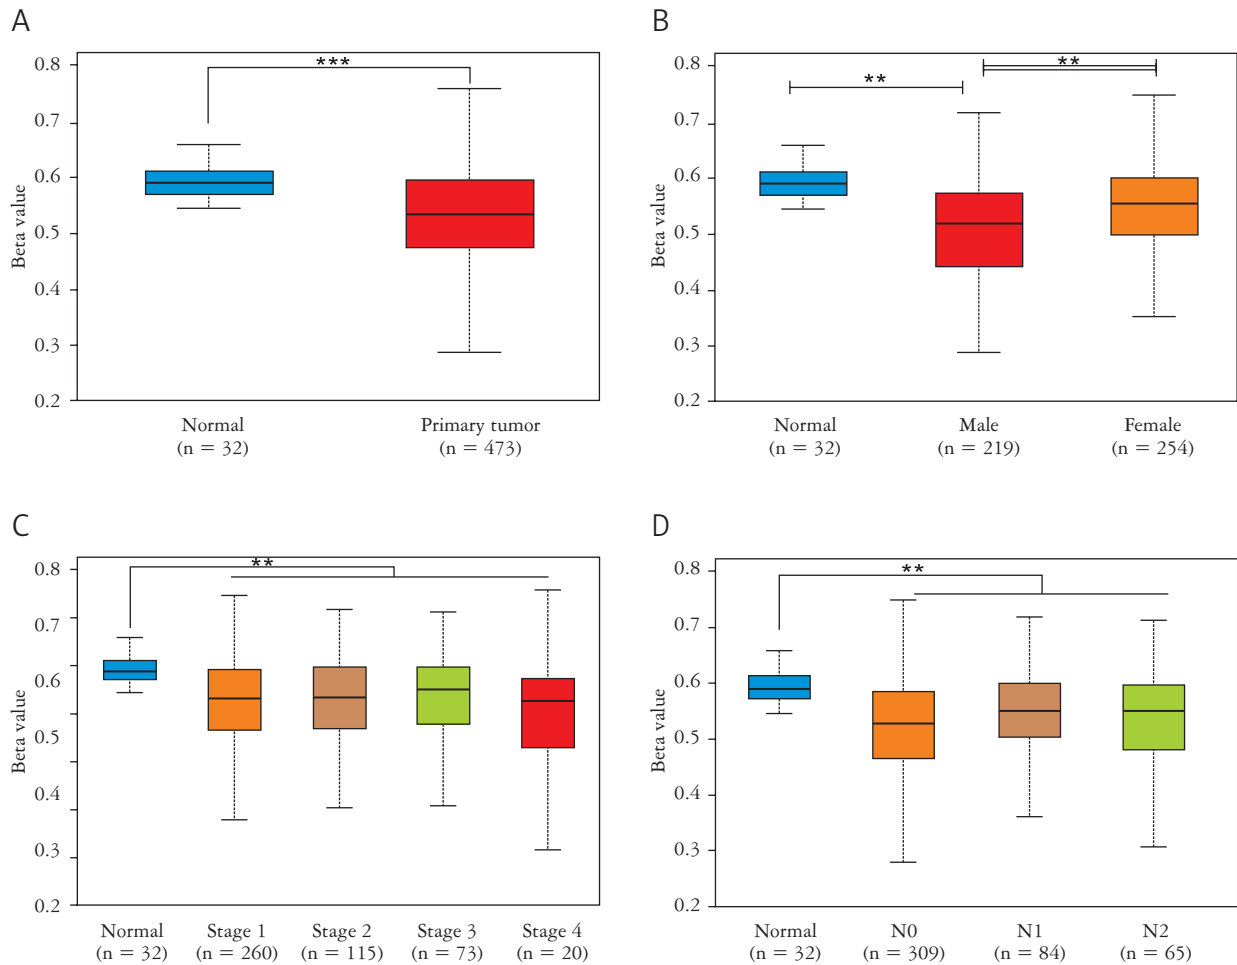 A
0.8
0.7
0.6
0.5
0.4
0.3
0.2
Beta value
***
Normal
(n = 32)
Primary tumor
(n = 473)
B
0.8
0.7
0.6
0.5
0.4
0.3
0.2
Beta value
**
**
Normal
(n = 32)
Male
(n = 219)
Female
(n = 254)
C
0.8
0.7
0.6
0.5
0.4
0.3
0.2
Beta value
**
Normal
(n = 32)
Stage 1
(n = 260)
Stage 2
(n = 115)
Stage 3
(n = 73)
Stage 4
(n = 20)
D
0.8
0.7
0.6
0.5
0.4
0.3
0.2
Beta value
**
Normal
(n = 32)
N0
(n = 309)
N1
(n = 84)
N2
(n = 65)